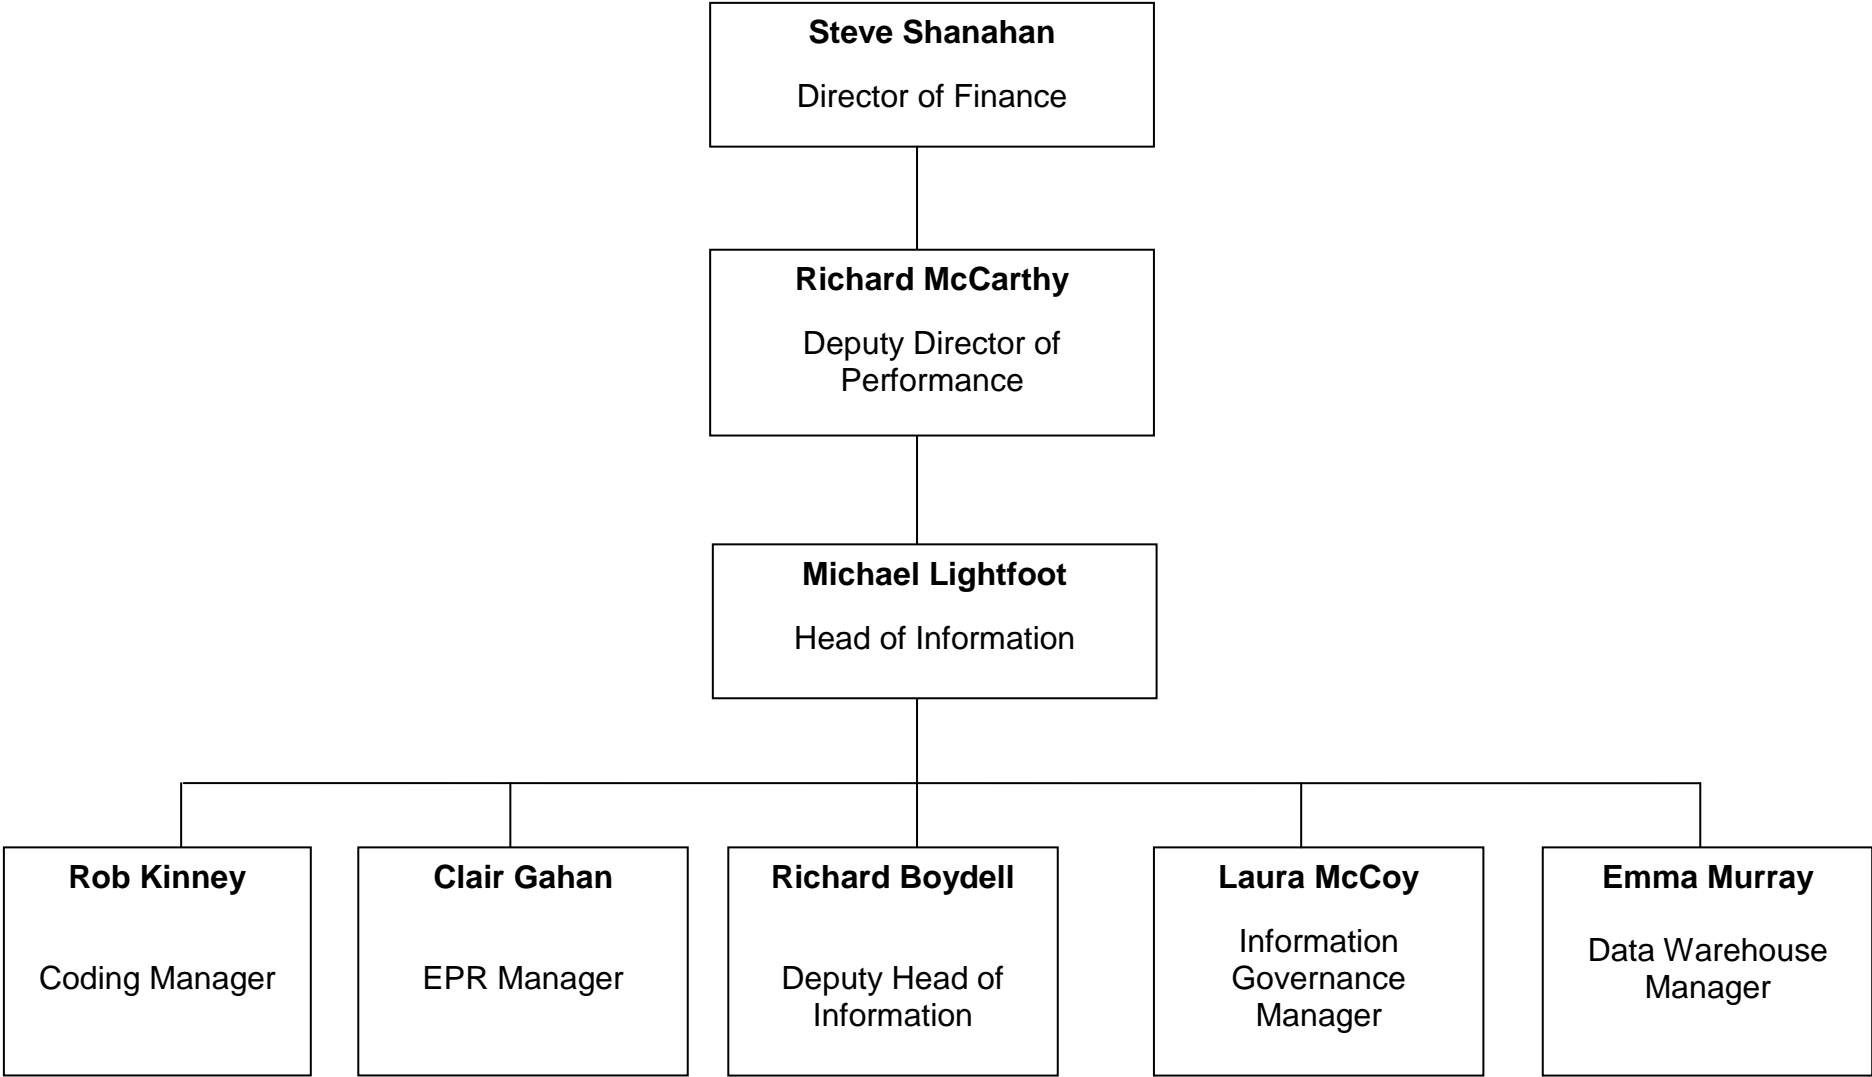 Steve Shanahan
Director of Finance
Richard McCarthy
Deputy Director of
Performance
Michael Lightfoot
Head of Information
Rob Kinney
Coding Manager
Clair Gahan
EPR Manager
Richard Boydell
Deputy Head of
Information
Laura McCoy
Information
Governance
Manager
Emma Murray
Data Warehouse
Manager